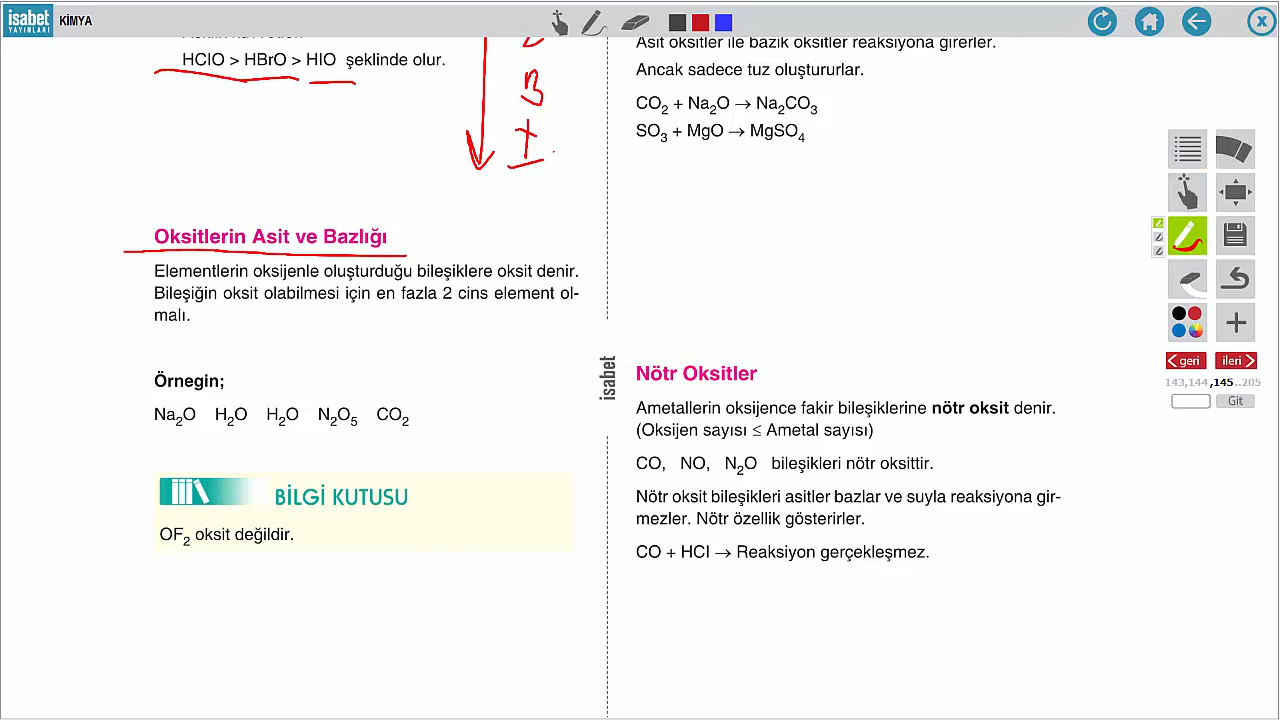 isabet
YAYINLARI
KİMYA
HClO > HBrO > HIO şeklinde olur.
3
Oksitlerin Asit ve Bazlığı
Elementlerin oksijenle oluşturduğu bileşiklere oksit denir.
Bileşiğin oksit olabilmesi için en fazla 2 cins element ol-
malı.
Örnegin;
Na₂O H₂O H₂O N₂O₅ CO₂
BİLGİ KUTUSU
OF₂ oksit değildir.
isabet
Asit oksitler ile bazik oksitler reaksiyona girerler.
Ancak sadece tuz oluştururlar.
CO₂ + Na₂O → Na₂CO₃
SO₃ + MgO → MgSO₄
Nötr Oksitler
Ametallerin oksijence fakir bileşiklerine nötr oksit denir.
(Oksijen sayısı ≤ Ametal sayısı)
CO, NO, N₂O bileşikleri nötr oksittir.
Nötr oksit bileşikleri asitler bazlar ve suyla reaksiyona gir-
mezler. Nötr özellik gösterirler.
CO + HCl → Reaksiyon gerçekleşmez.
geri ileri
143,144,145..205
Git